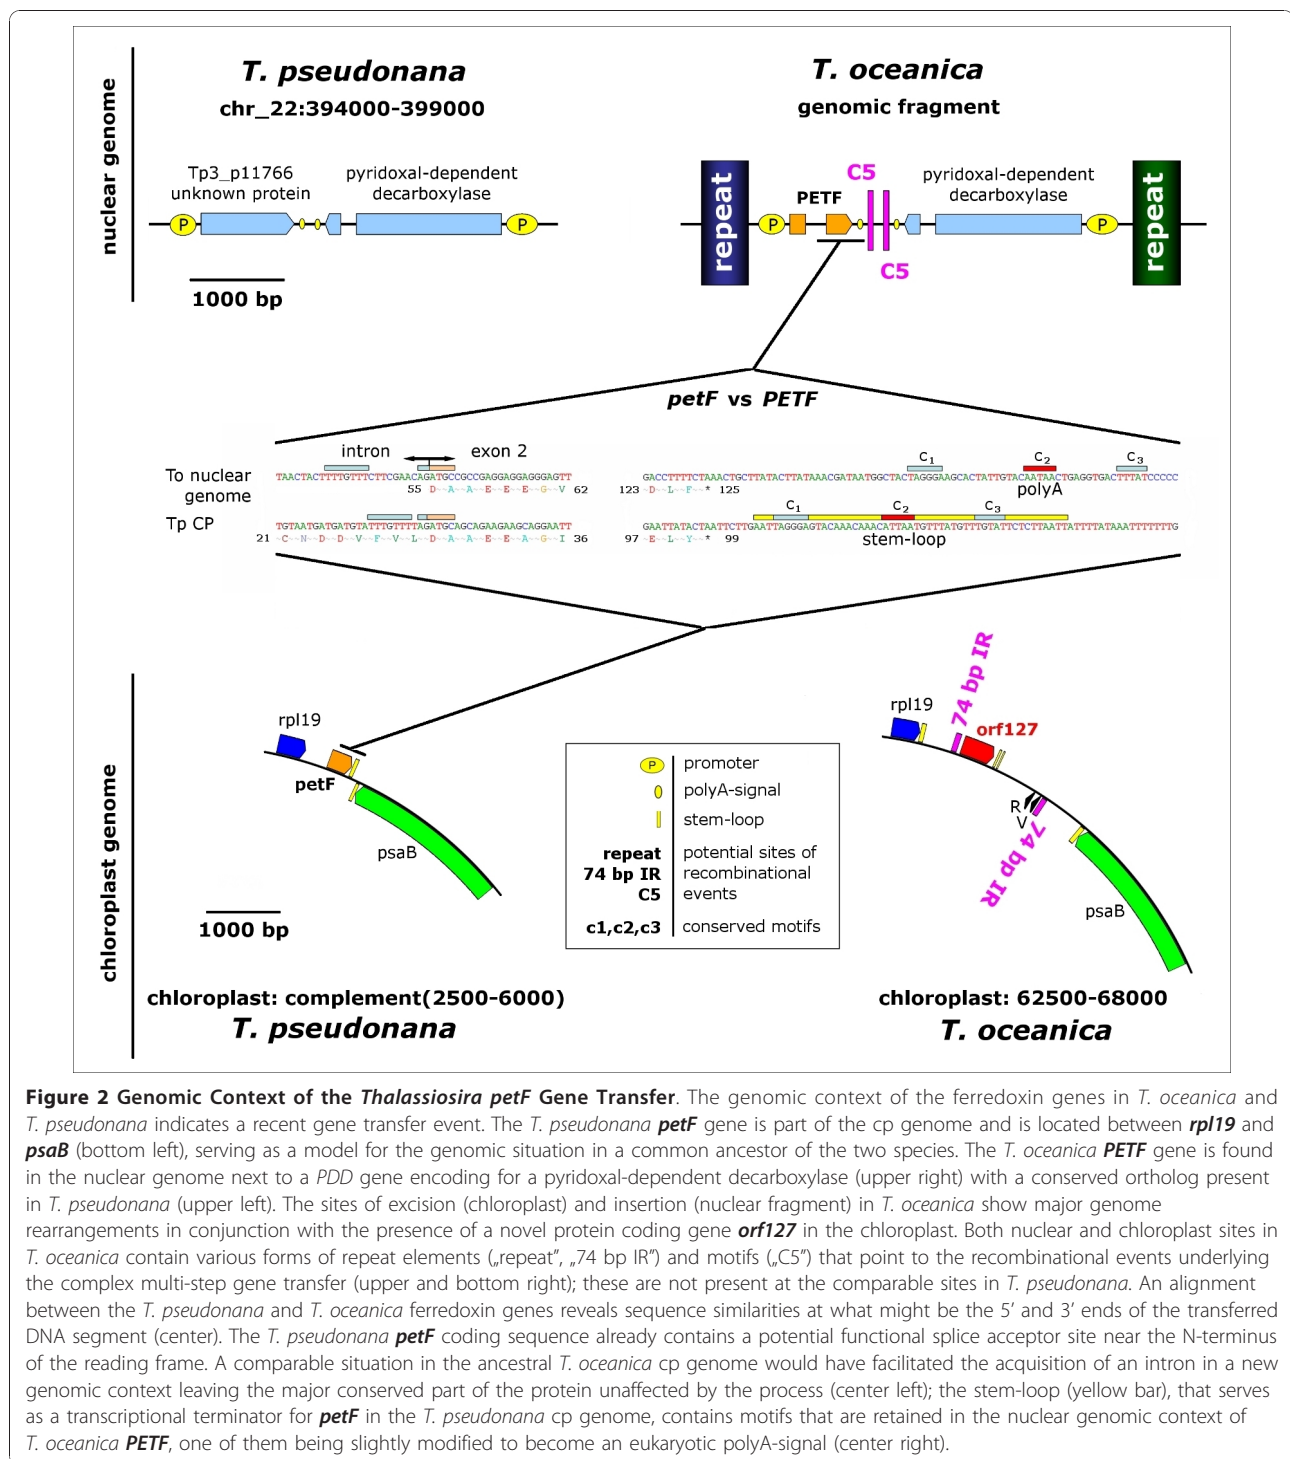 nuclear genome
T. pseudonana
chr_22:394000-399000
T. oceanica
genomic fragment
Tp3_p11766
unknown protein
pyridoxal-dependent
decarboxylase
P
P
1000 bp
repeat
PETF
C5
C5
pyridoxal-dependent
decarboxylase
P
P
repeat
petF vs PETF
To nuclear
genome
intron
exon 2
TAACTACTTTTTGTTTCTTCGAACAGATGCCGCCGAGGAGGAGGGAGTT
55 D A A E E E G V 62
c1
c2
c3
GACCTTTTCTAAACTGCTTATACTTATAAACGATAATGGCTACTAGGGAAGCACTATTGTACAATAACTGAGGTGACTTTATCCCCC
123 D L F * 125
polyA
Tp CP
TGTAATGATGATGTATTTGTTTTAGATGCAGCAGAAGAAGCAGGAATT
21 C N D D V F V L D A A E E A G I 36
c1
c2
c3
GAATTATACTAATTCTTGAATTAGGGAGTACAAACAAACATTAATGTTTATGTTTGTATTCTCTTAATTATTTTATAAATTTTTTTG
97 E L Y * 99
stem-loop
chloroplast genome
rpl19
petF
psaB
1000 bp
chloroplast: complement(2500-6000)
T. pseudonana
P promoter
polyA-signal
stem-loop
repeat potential sites of
74 bp IR recombinational
C5 events
c1,c2,c3 conserved motifs
rpl19
74 bp IR
orf127
R
V
74 bp IR
psaB
chloroplast: 62500-68000
T. oceanica
Figure 2 Genomic Context of the Thalassiosira petF Gene Transfer. The genomic context of the ferredoxin genes in T. oceanica and
T. pseudonana indicates a recent gene transfer event. The T. pseudonana petF gene is part of the cp genome and is located between rpl19 and
psaB (bottom left), serving as a model for the genomic situation in a common ancestor of the two species. The T. oceanica PETF gene is found
in the nuclear genome next to a PDD gene encoding for a pyridoxal-dependent decarboxylase (upper right) with a conserved ortholog present
in T. pseudonana (upper left). The sites of excision (chloroplast) and insertion (nuclear fragment) in T. oceanica show major genome
rearrangements in conjunction with the presence of a novel protein coding gene orf127 in the chloroplast. Both nuclear and chloroplast sites in
T. oceanica contain various forms of repeat elements („repeat”, „74 bp IR”) and motifs („C5”) that point to the recombinational events underlying
the complex multi-step gene transfer (upper and bottom right); these are not present at the comparable sites in T. pseudonana. An alignment
between the T. pseudonana and T. oceanica ferredoxin genes reveals sequence similarities at what might be the 5’ and 3’ ends of the transferred
DNA segment (center). The T. pseudonana petF coding sequence already contains a potential functional splice acceptor site near the N-terminus
of the reading frame. A comparable situation in the ancestral T. oceanica cp genome would have facilitated the acquisition of an intron in a new
genomic context leaving the major conserved part of the protein unaffected by the process (center left); the stem-loop (yellow bar), that serves
as a transcriptional terminator for petF in the T. pseudonana cp genome, contains motifs that are retained in the nuclear genomic context of
T. oceanica PETF, one of them being slightly modified to become an eukaryotic polyA-signal (center right).